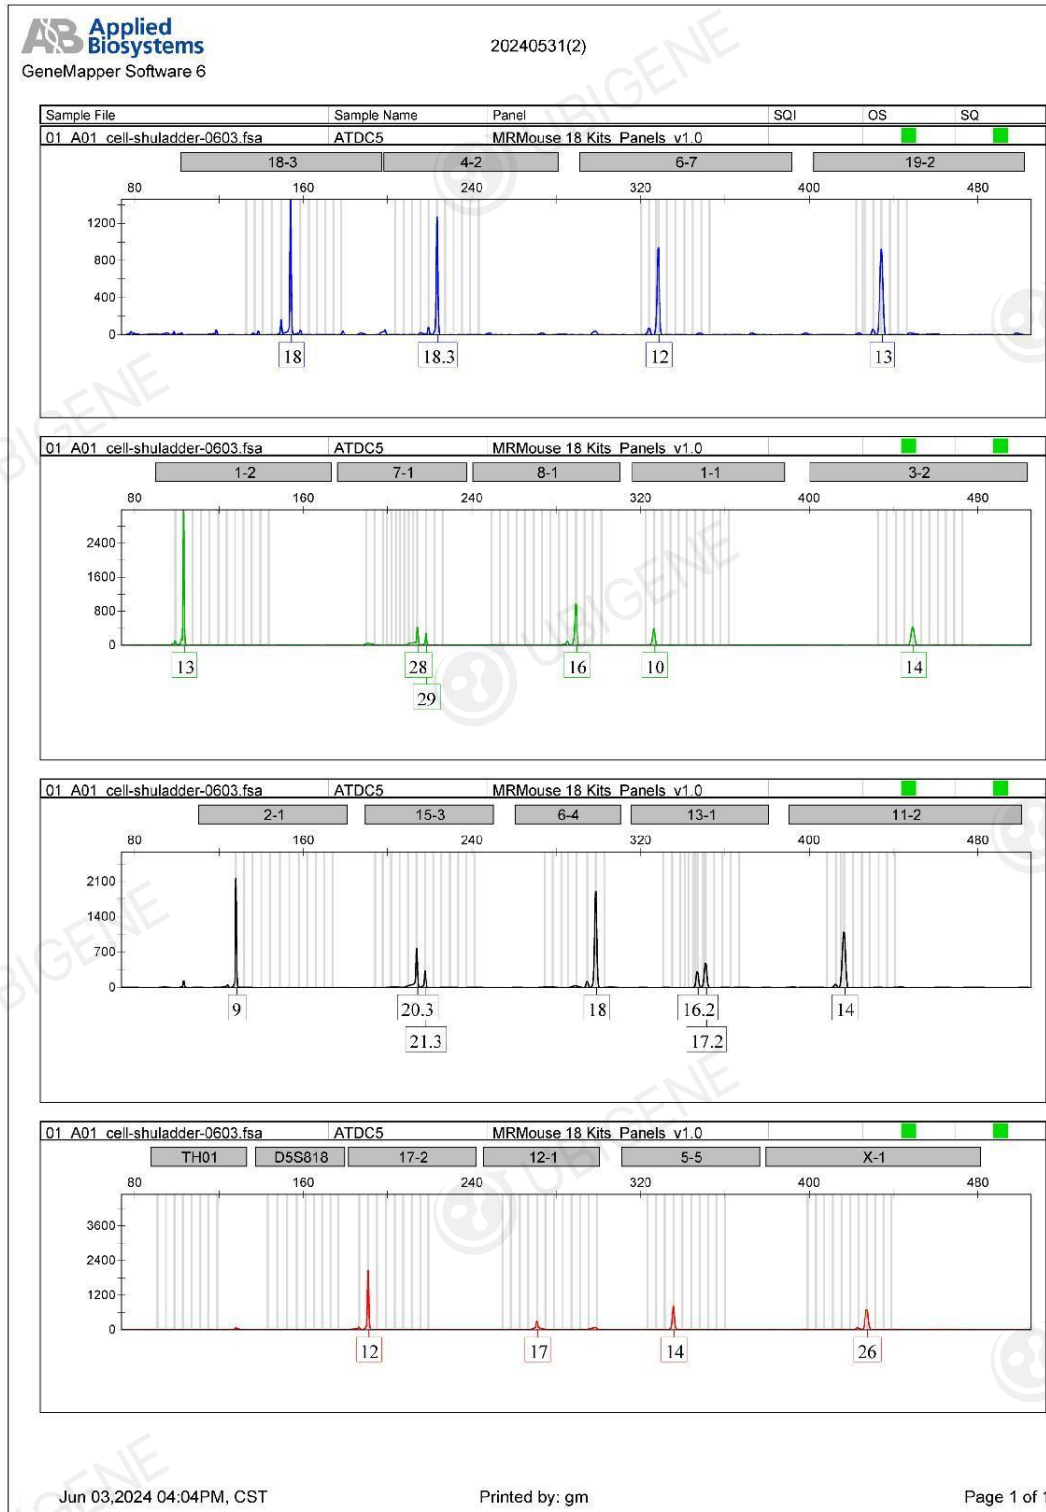 AB Applied Biosystems
20240531(2)
GeneMapper Software 6
Sample File Sample Name Panel SQI OS SQ
01_A01_cell-shuladder-0603.fsa ATDC5 MRMouse 18 Kits_Panels_v1.0
18-3 4-2 6-7 19-2
80 160 240 320 400 480
1200
800
400
0
18 18.3 12 13
01_A01_cell-shuladder-0603.fsa ATDC5 MRMouse 18 Kits_Panels_v1.0
1-2 7-1 8-1 1-1 3-2
80 160 240 320 400 480
2400
1600
800
0
13 28 16 10 14
29
01_A01_cell-shuladder-0603.fsa ATDC5 MRMouse 18 Kits_Panels_v1.0
2-1 15-3 6-4 13-1 11-2
80 160 240 320 400 480
2100
1400
700
0
9 20.3 18 16.2 14
21.3 17.2
01_A01_cell-shuladder-0603.fsa ATDC5 MRMouse 18 Kits_Panels_v1.0
TH01 D5S818 17-2 12-1 5-5 X-1
80 160 240 320 400 480
3600
2400
1200
0
12 17 14 26
Jun 03,2024 04:04PM, CST Printed by: gm Page 1 of 1
UBIGENE
UBIGENE
UBIGENE
UBIGENE
UBIGENE
UBIGENE